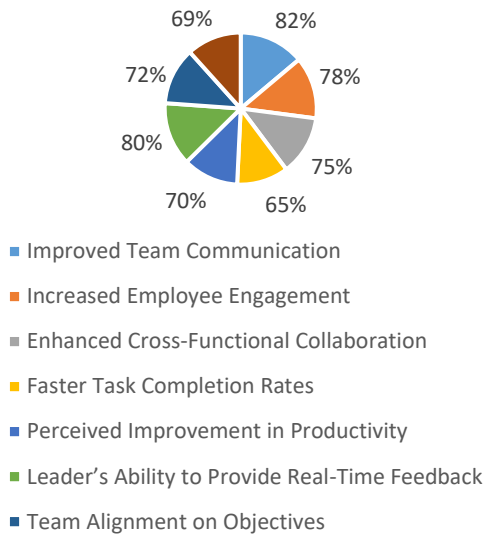 69%
82%
72%
78%
80%
75%
70%
65%
Improved Team Communication
Increased Employee Engagement
Enhanced Cross-Functional Collaboration
Faster Task Completion Rates
Perceived Improvement in Productivity
Leader’s Ability to Provide Real-Time Feedback
Team Alignment on Objectives